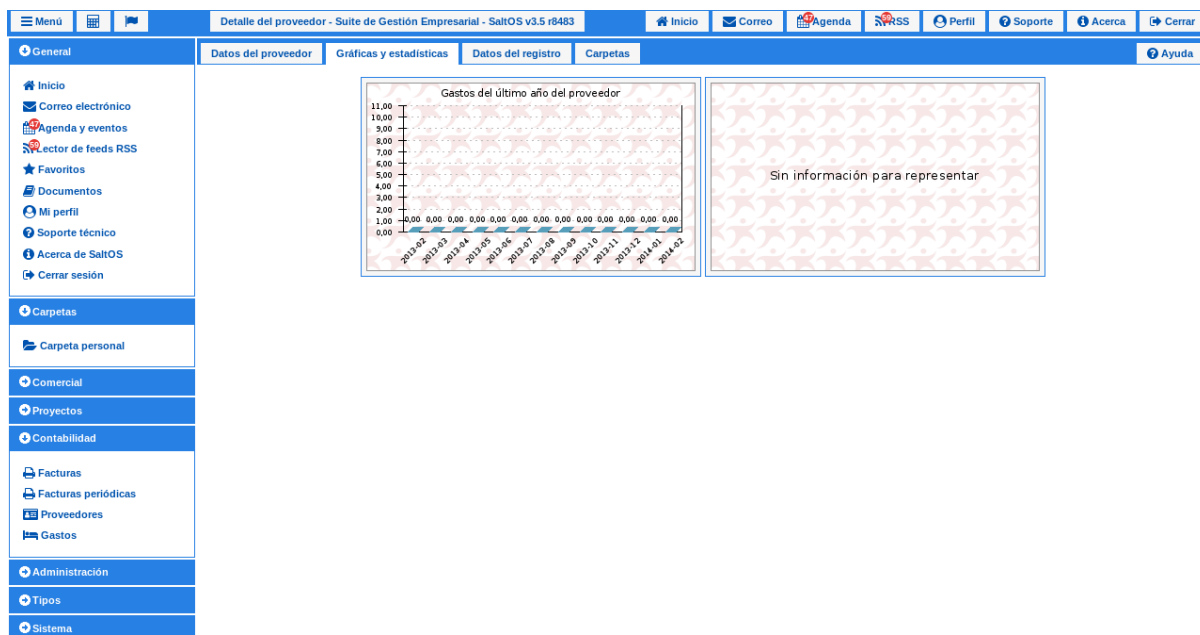 Menú
Detalle del proveedor - Suite de Gestión Empresarial - SaltOS v3.5 r8483
Inicio
Correo
47
Agenda
59
RSS
Perfil
Soporte
Acerca
Cerrar
General
Inicio
Correo electrónico
47
Agenda y eventos
59
Lector de feeds RSS
Favoritos
Documentos
Mi perfil
Soporte técnico
Acerca de SaltOS
Cerrar sesión
Carpetas
Carpeta personal
Comercial
Proyectos
Contabilidad
Facturas
Facturas periódicas
Proveedores
Gastos
Administración
Tipos
Sistema
Datos del proveedor
Gráficas y estadísticas
Datos del registro
Carpetas
Ayuda
Gastos del último año del proveedor
11,00
10,00
9,00
8,00
7,00
6,00
5,00
4,00
3,00
2,00
1,00
0,00
0,00 0,00 0,00 0,00 0,00 0,00 0,00 0,00 0,00 0,00 0,00 0,00 0,00
2013-02 2013-03 2013-04 2013-05 2013-06 2013-07 2013-08 2013-09 2013-10 2013-11 2013-12 2014-01 2014-02
Sin información para representar